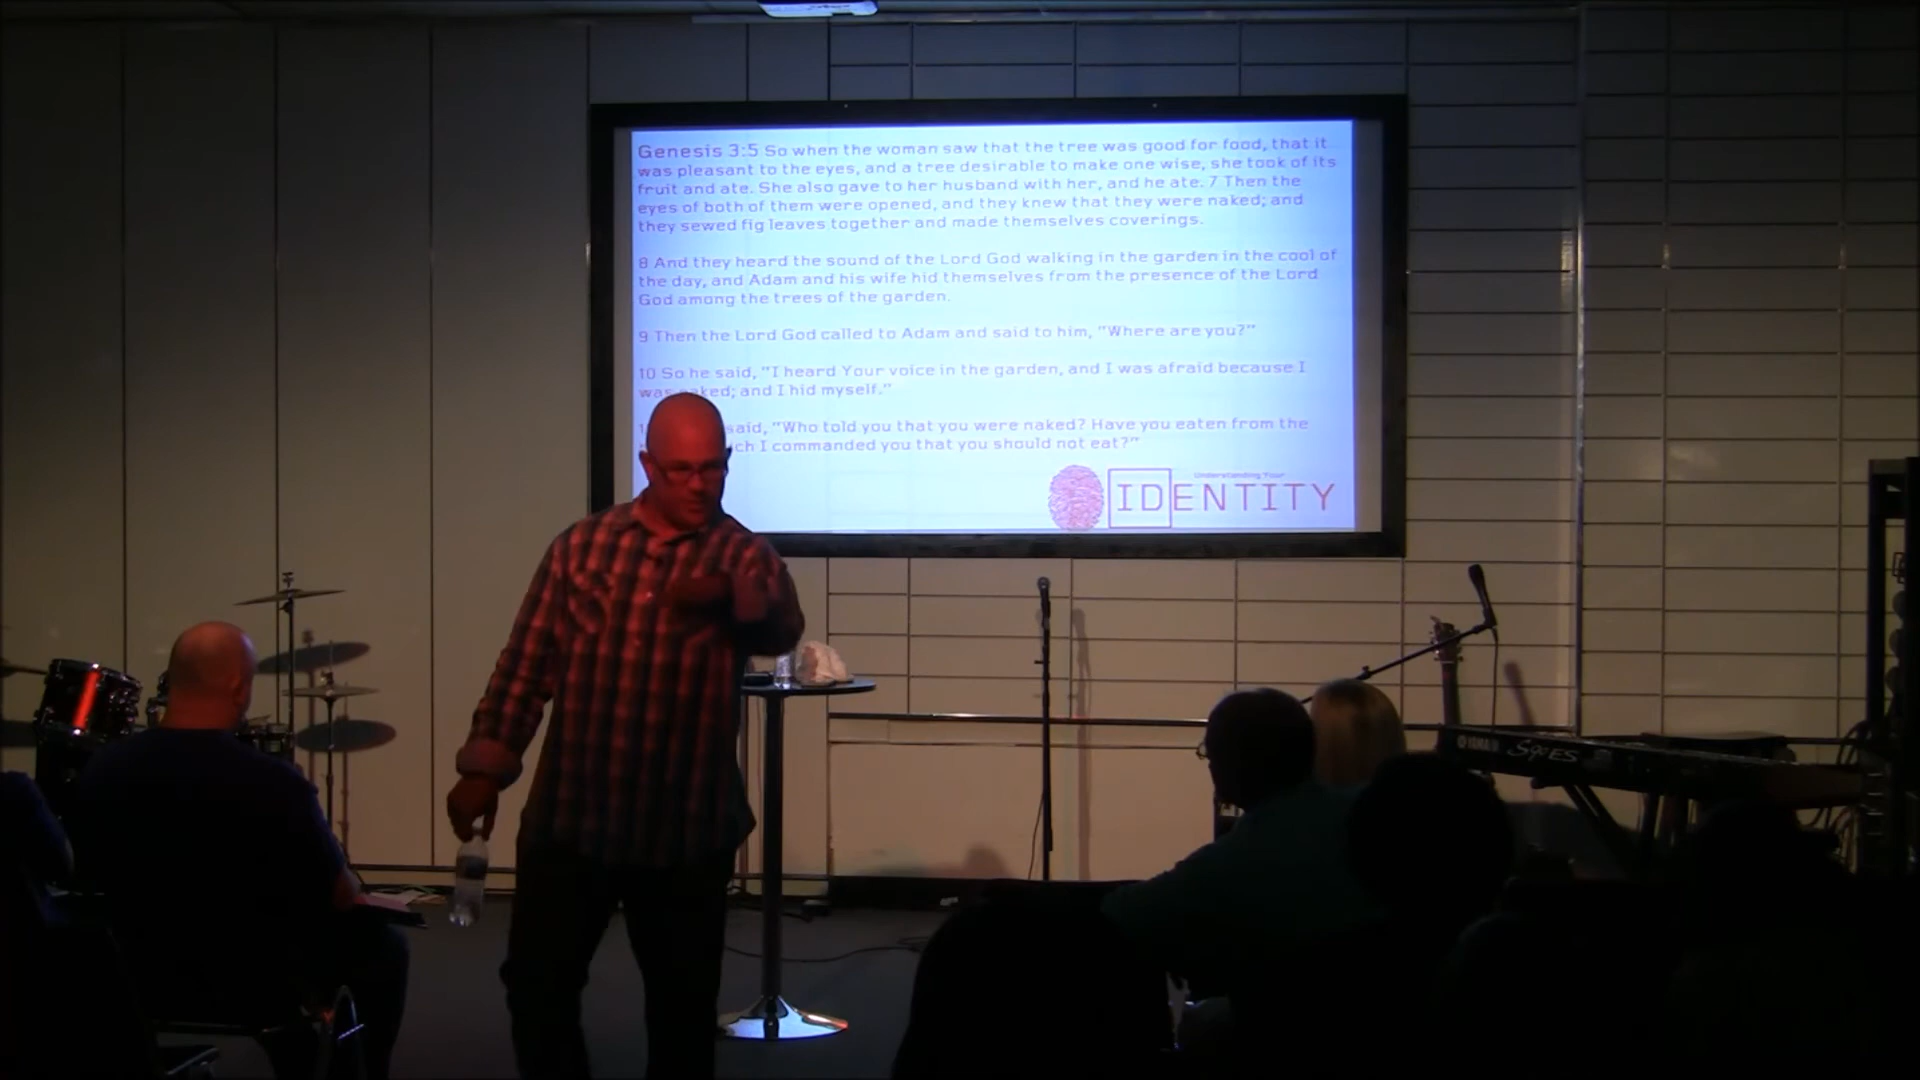 Genesis 3:5 So when the woman saw that the tree was good for food, that it
was pleasant to the eyes, and a tree desirable to make one wise, she took of its
fruit and ate. She also gave to her husband with her, and he ate. 7 Then the
eyes of both of them were opened, and they knew that they were naked; and
they sewed fig leaves together and made themselves coverings.
8 And they heard the sound of the Lord God walking in the garden in the cool of
the day, and Adam and his wife hid themselves from the presence of the Lord
God among the trees of the garden.
9 Then the Lord God called to Adam and said to him, "Where are you?"
10 So he said, "I heard Your voice in the garden, and I was afraid because I
was naked; and I hid myself."
said, "Who told you that you were naked? Have you eaten from the
I commanded you that you should not eat?"
Understanding Your
IDENTITY
YAMAHA S90 ES